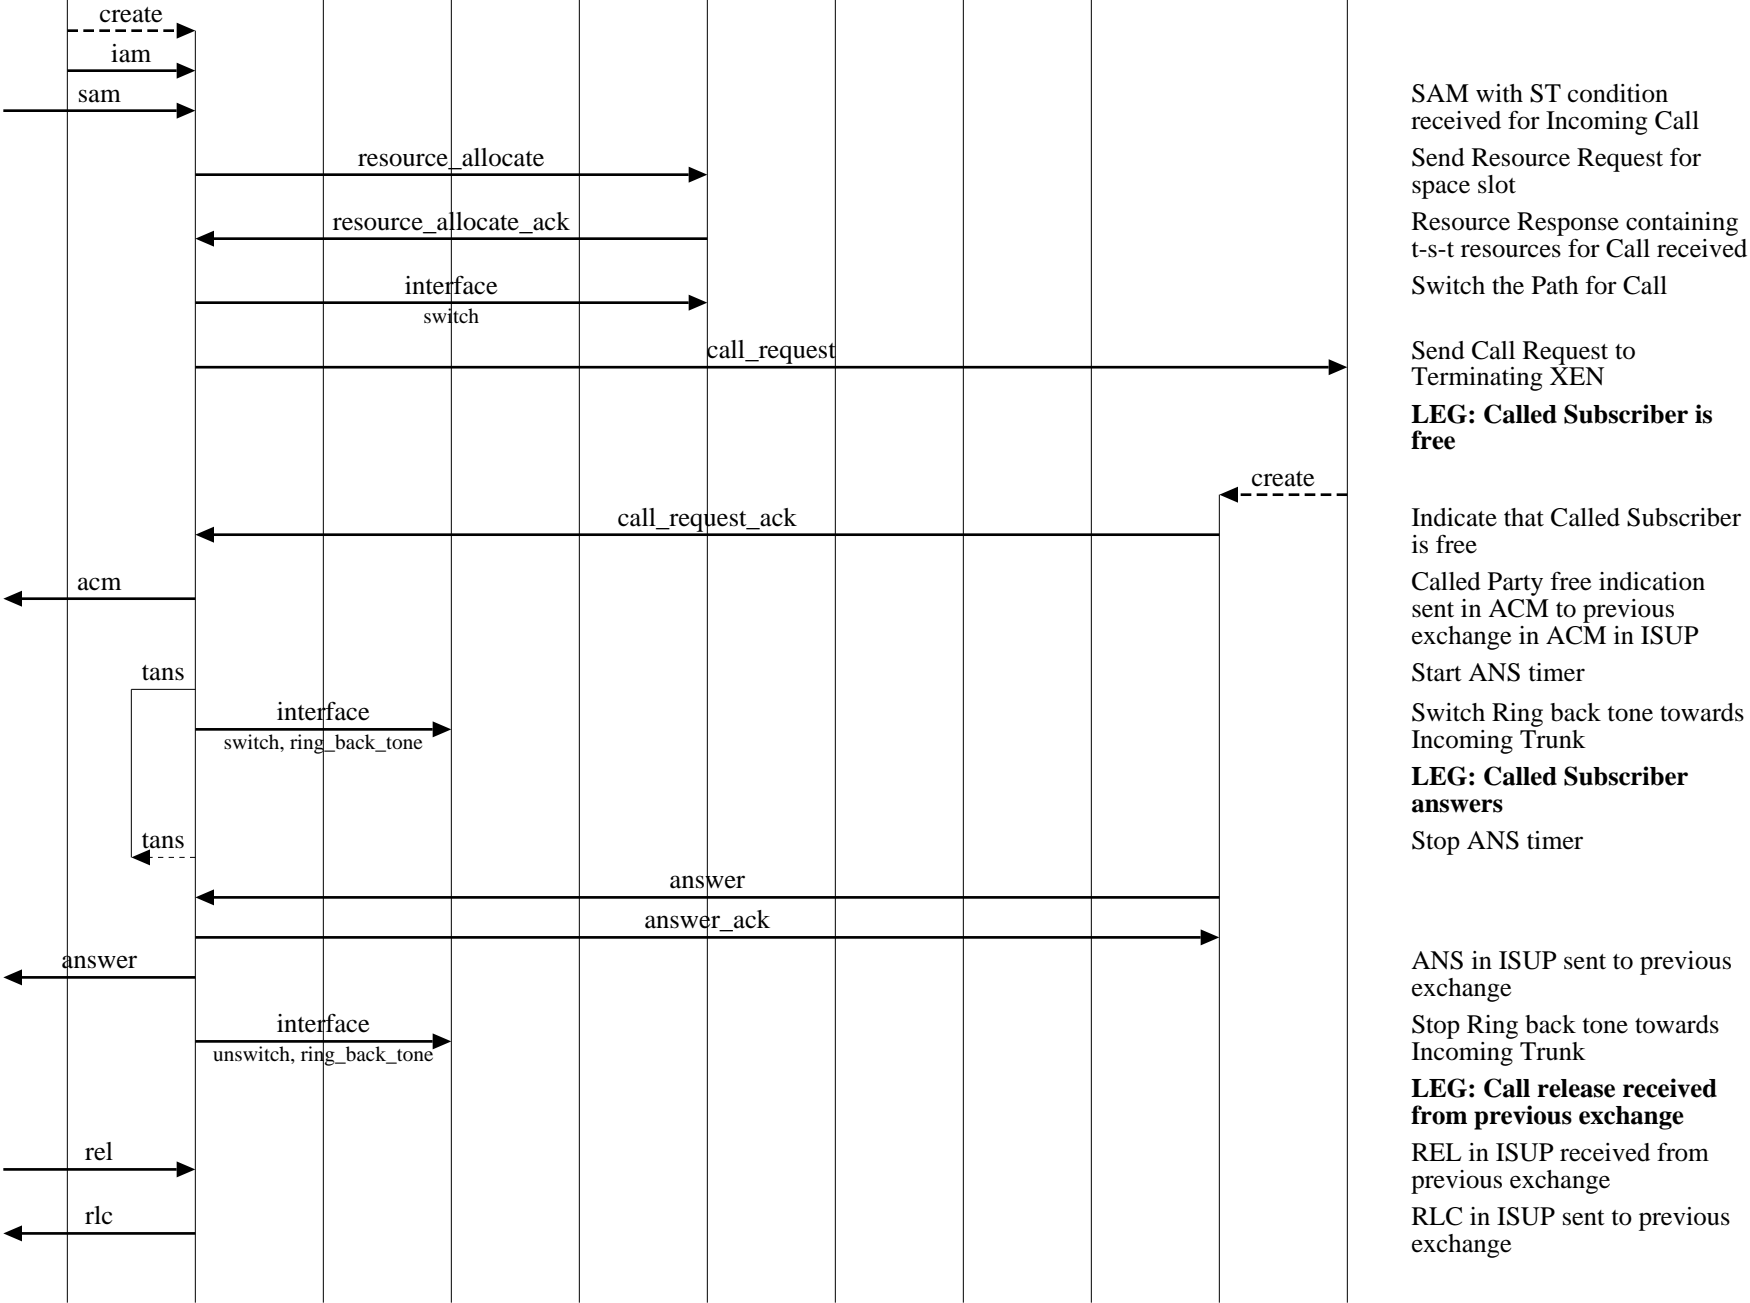 create
iam
sam
SAM with ST condition
received for Incoming Call
resource_allocate
Send Resource Request for
space slot
resource_allocate_ack
Resource Response containing
t-s-t resources for Call received
interface
switch
Switch the Path for Call
call_request
Send Call Request to
Terminating XEN
LEG: Called Subscriber is
free
create
call_request_ack
Indicate that Called Subscriber
is free
acm
Called Party free indication
sent in ACM to previous
exchange in ACM in ISUP
tans
Start ANS timer
interface
switch, ring_back_tone
Switch Ring back tone towards
Incoming Trunk
LEG: Called Subscriber
answers
tans
Stop ANS timer
answer
answer_ack
answer
ANS in ISUP sent to previous
exchange
interface
unswitch, ring_back_tone
Stop Ring back tone towards
Incoming Trunk
LEG: Call release received
from previous exchange
rel
REL in ISUP received from
previous exchange
rlc
RLC in ISUP sent to previous
exchange